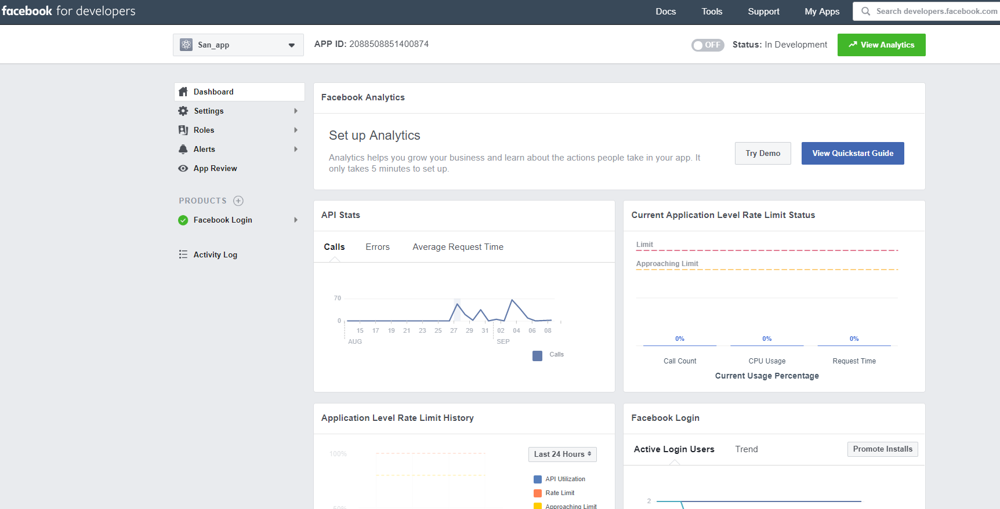 facebook for developers
Docs
Tools
Support
My Apps
Search developers.facebook.com
San_app
APP ID: 2088508851400874
OFF
Status: In Development
View Analytics
Dashboard
Settings
Roles
Alerts
App Review
PRODUCTS
Facebook Login
Activity Log
Facebook Analytics
Set up Analytics
Analytics helps you grow your business and learn about the actions people take in your app. It
only takes 5 minutes to set up.
Try Demo
View Quickstart Guide
API Stats
Calls
Errors
Average Request Time
70
0
15 17 19 21 23 25 27 29 31 02 04 06 08
AUG
SEP
Calls
Current Application Level Rate Limit Status
Limit
Approaching Limit
0% 0% 0%
Call Count
CPU Usage
Request Time
Current Usage Percentage
Application Level Rate Limit History
100%
Last 24 Hours
API Utilization
Rate Limit
Approaching Limit
50%
Facebook Login
Active Login Users
Trend
Promote Installs
2